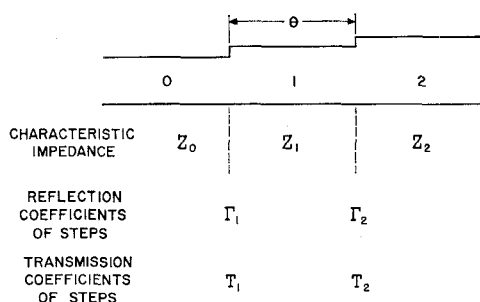 θ
0 1 2
CHARACTERISTIC
IMPEDANCE
Z₀ Z₁ Z₂
REFLECTION
COEFFICIENTS
OF STEPS
Γ₁ Γ₂
TRANSMISSION
COEFFICIENTS
OF STEPS
T₁ T₂